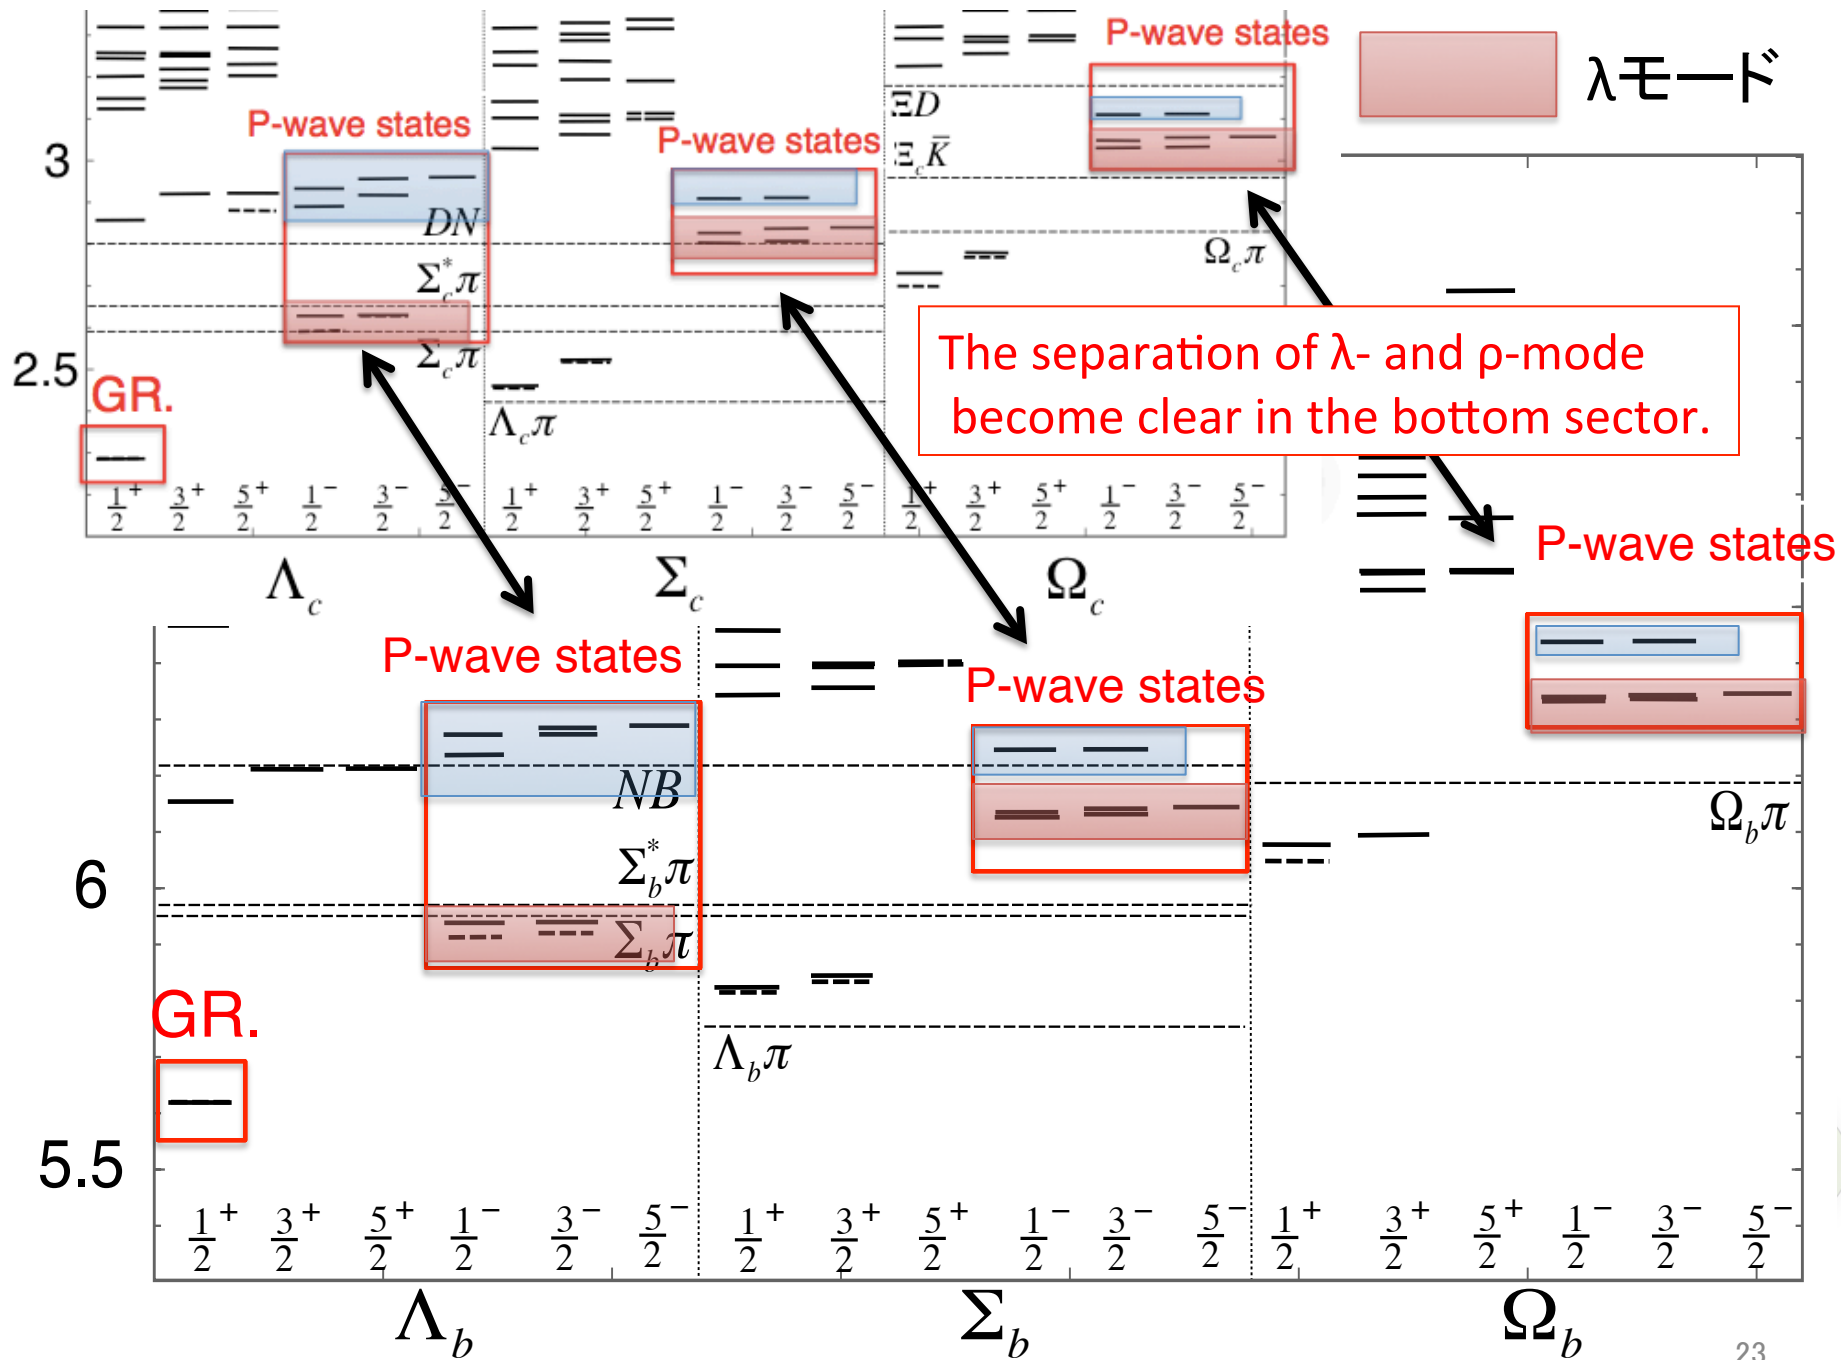 P-wave states
λモード
ΞD
P-wave states
P-wave states
Ξ_c K̄
3
DN
Σ_c^* π
Ω_c π
Σ_c π
2.5
The separation of λ- and ρ-mode
become clear in the bottom sector.
GR.
Λ_c π
1/2+ 3/2+ 5/2+ 1/2- 3/2- 5/2- 1/2+ 3/2+ 5/2+ 1/2- 3/2- 5/2- 1/2+ 3/2+ 5/2+ 1/2- 3/2- 5/2-
Λ_c Σ_c Ω_c
P-wave states
P-wave states
P-wave states
NB
Ω_b π
Σ_b^* π
6
Σ_b π
GR.
Λ_b π
5.5
1/2+ 3/2+ 5/2+ 1/2- 3/2- 5/2- 1/2+ 3/2+ 5/2+ 1/2- 3/2- 5/2- 1/2+ 3/2+ 5/2+ 1/2- 3/2- 5/2-
Λ_b Σ_b Ω_b
23